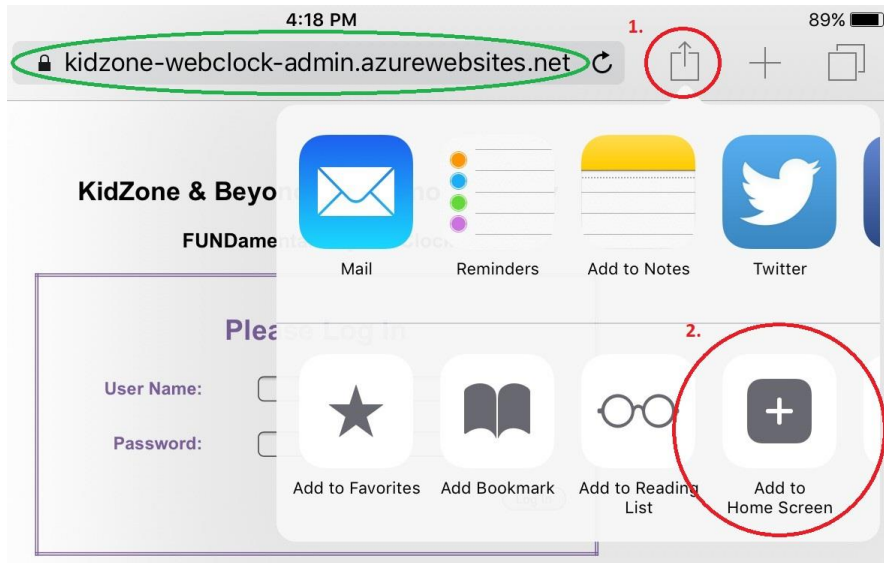 4:18 PM
1.
89%
kidzone-webclock-admin.azurewebsites.net
KidZone & Beyo
FUNDame
Mail
Reminders
Add to Notes
Twitter
Please Log In
2.
User Name:
Password:
Add to Favorites
Add Bookmark
Add to Reading
List
Add to
Home Screen